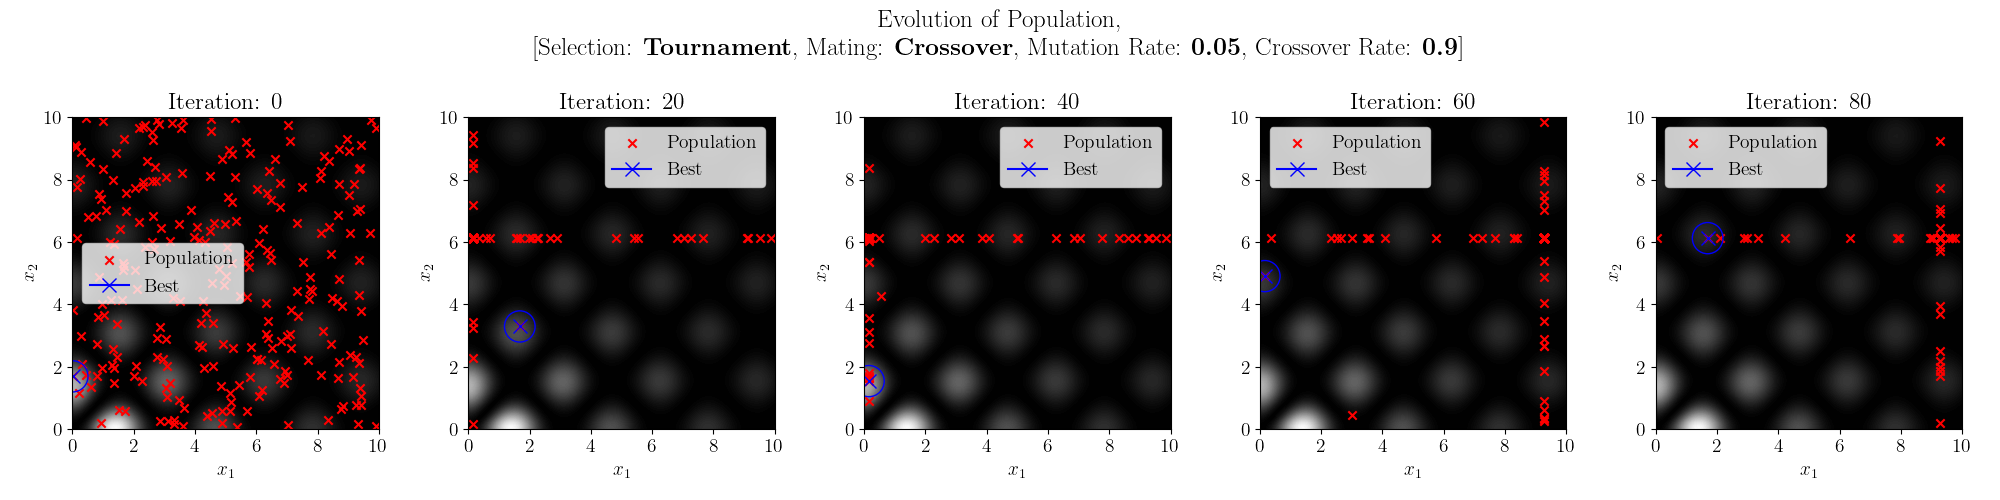 Evolution of Population,
[Selection: Tournament, Mating: Crossover, Mutation Rate: 0.05, Crossover Rate: 0.9]
Iteration: 0
10
8
6
4
2
0
x2
Population
Best
0 2 4 6 8 10
x1
Iteration: 20
10
8
6
4
2
0
x2
Population
Best
0 2 4 6 8 10
x1
Iteration: 40
10
8
6
4
2
0
x2
Population
Best
0 2 4 6 8 10
x1
Iteration: 60
10
8
6
4
2
0
x2
Population
Best
0 2 4 6 8 10
x1
Iteration: 80
10
8
6
4
2
0
x2
Population
Best
0 2 4 6 8 10
x1